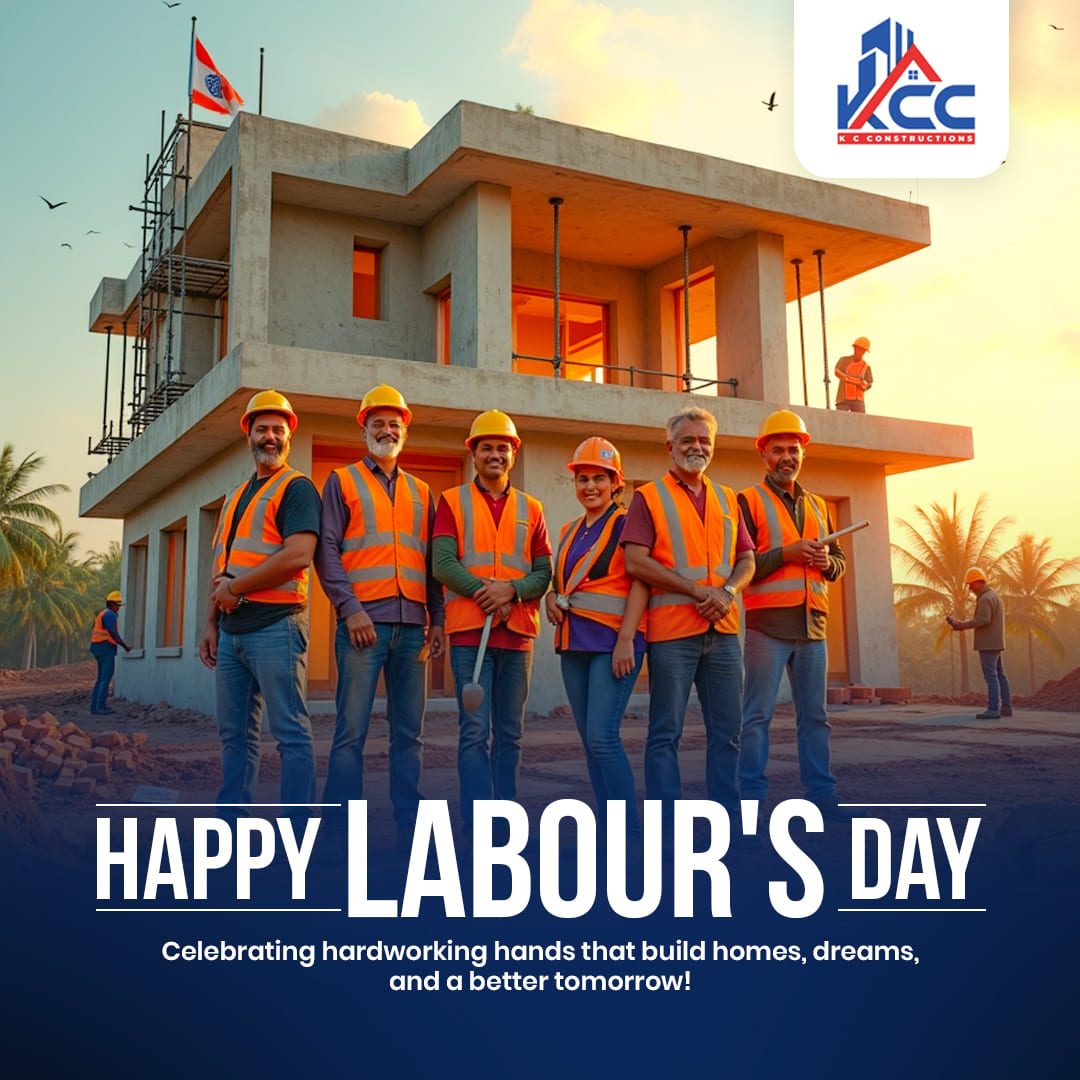 KCC
K C CONSTRUCTIONS
HAPPY LABOUR'S DAY
Celebrating hardworking hands that build homes, dreams,
and a better tomorrow!